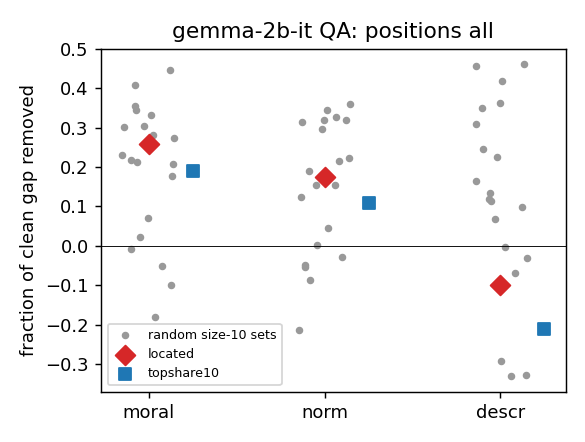 gemma-2b-it QA: positions all
fraction of clean gap removed
0.5
0.4
0.3
0.2
0.1
0.0
−0.1
−0.2
−0.3
random size-10 sets
located
topshare10
moral
norm
descr